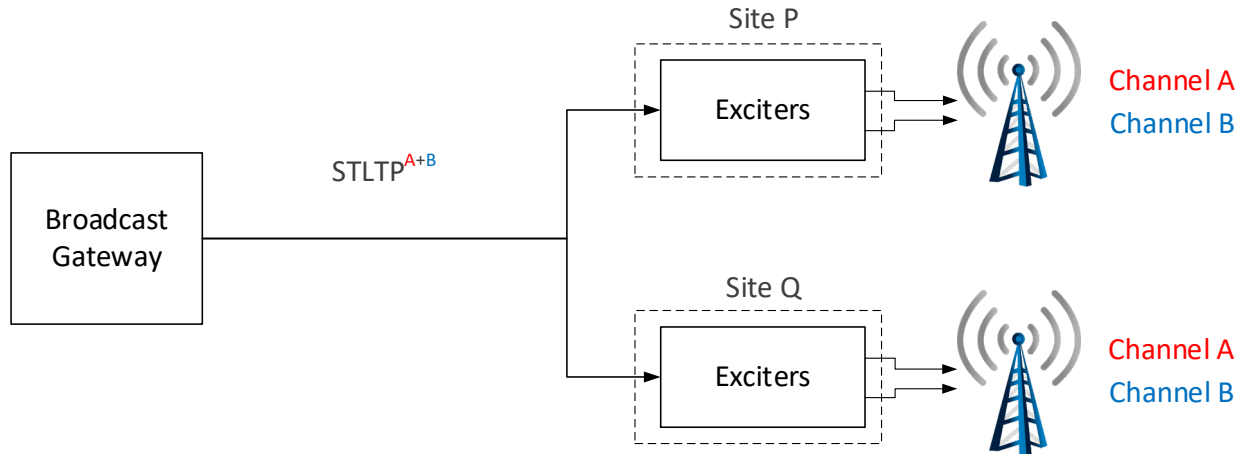 Site P
Exciters
Channel A
Channel B
STLTP^A+B
Broadcast
Gateway
Site Q
Exciters
Channel A
Channel B